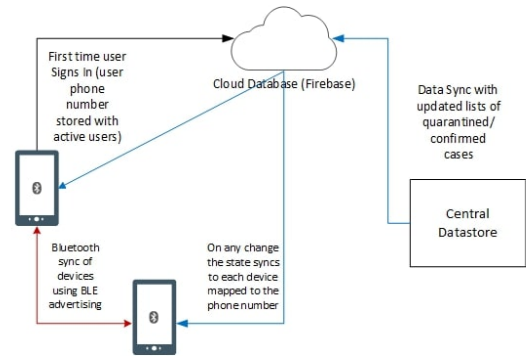 First time user
Signs In (user
phone
number
stored with
active users)
Cloud Database (Firebase)
Data Sync with
updated lists of
quarantined/
confirmed
cases
Central
Datastore
Bluetooth
sync of
devices
using BLE
advertising
On any change
the state syncs
to each device
mapped to the
phone number